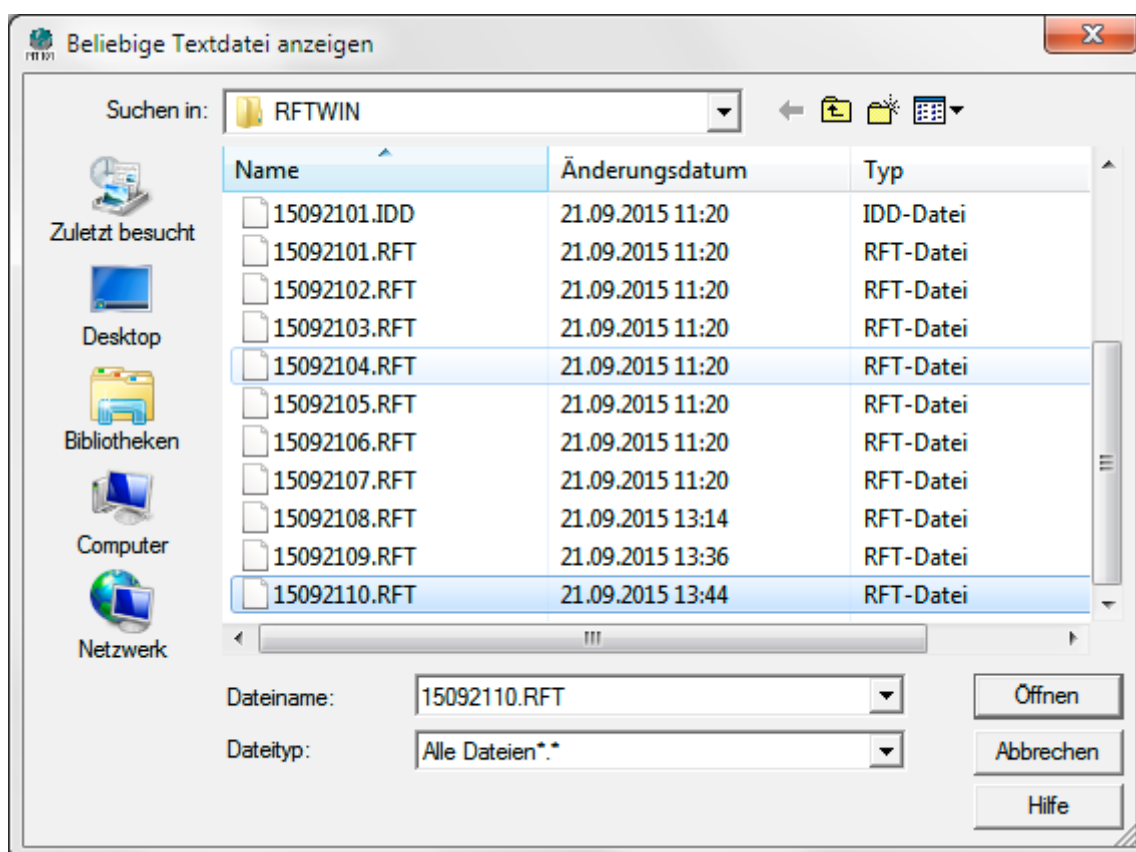 Beliebige Textdatei anzeigen
Suchen in: RFTWIN
Name Änderungsdatum Typ
15092101.IDD 21.09.2015 11:20 IDD-Datei
15092101.RFT 21.09.2015 11:20 RFT-Datei
15092102.RFT 21.09.2015 11:20 RFT-Datei
15092103.RFT 21.09.2015 11:20 RFT-Datei
15092104.RFT 21.09.2015 11:20 RFT-Datei
15092105.RFT 21.09.2015 11:20 RFT-Datei
15092106.RFT 21.09.2015 11:20 RFT-Datei
15092107.RFT 21.09.2015 11:20 RFT-Datei
15092108.RFT 21.09.2015 13:14 RFT-Datei
15092109.RFT 21.09.2015 13:36 RFT-Datei
15092110.RFT 21.09.2015 13:44 RFT-Datei
Zuletzt besucht
Desktop
Bibliotheken
Computer
Netzwerk
Dateiname: 15092110.RFT Öffnen
Dateityp: Alle Dateien*.* Abbrechen
Hilfe